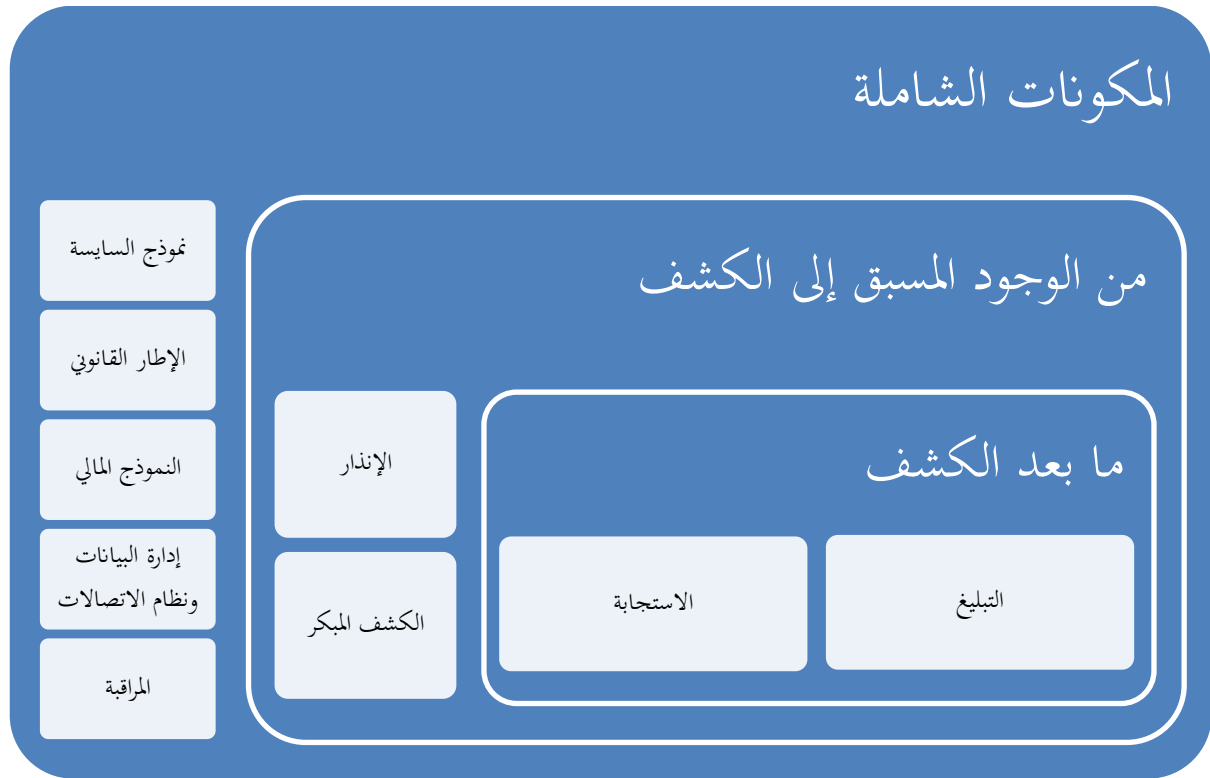 المكونات الشاملة
من الوجود المسبق إلى الكشف
ما بعد الكشف
التبليغ
الاستجابة
الإنذار
الكشف المبكر
نموذج السايسة
الإطار القانوني
النموذج المالي
إدارة البيانات
ونظام الاتصالات
المراقبة